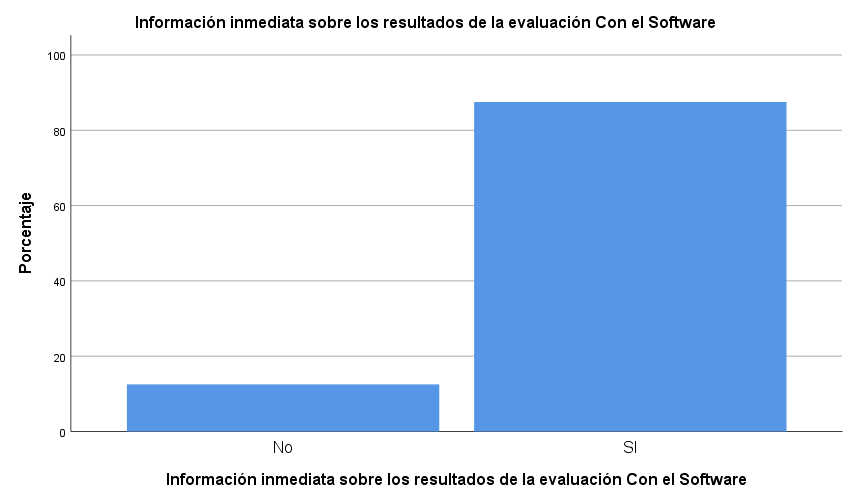 Información inmediata sobre los resultados de la evaluación Con el Software
100
80
60
40
20
0
Porcentaje
No
SI
Información inmediata sobre los resultados de la evaluación Con el Software